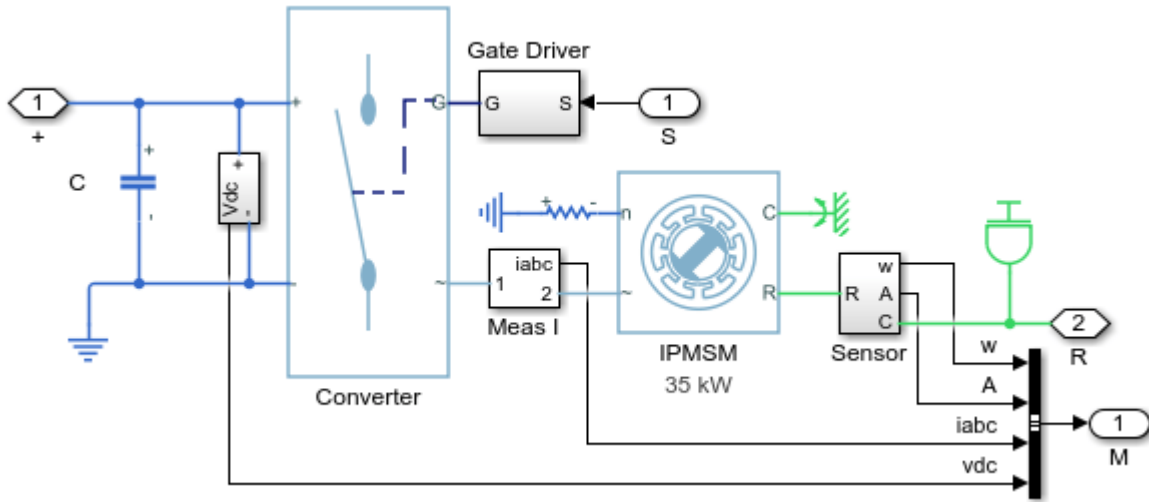 Gate Driver
1
+
+
G
G
S
1
S
+
C
+
Vdc
-
-
+
-
n
C
-
~
1
iabc
2
Meas I
~
R
R
w
A
C
Sensor
2
R
IPMSM
35 kW
Converter
w
A
iabc
vdc
1
M